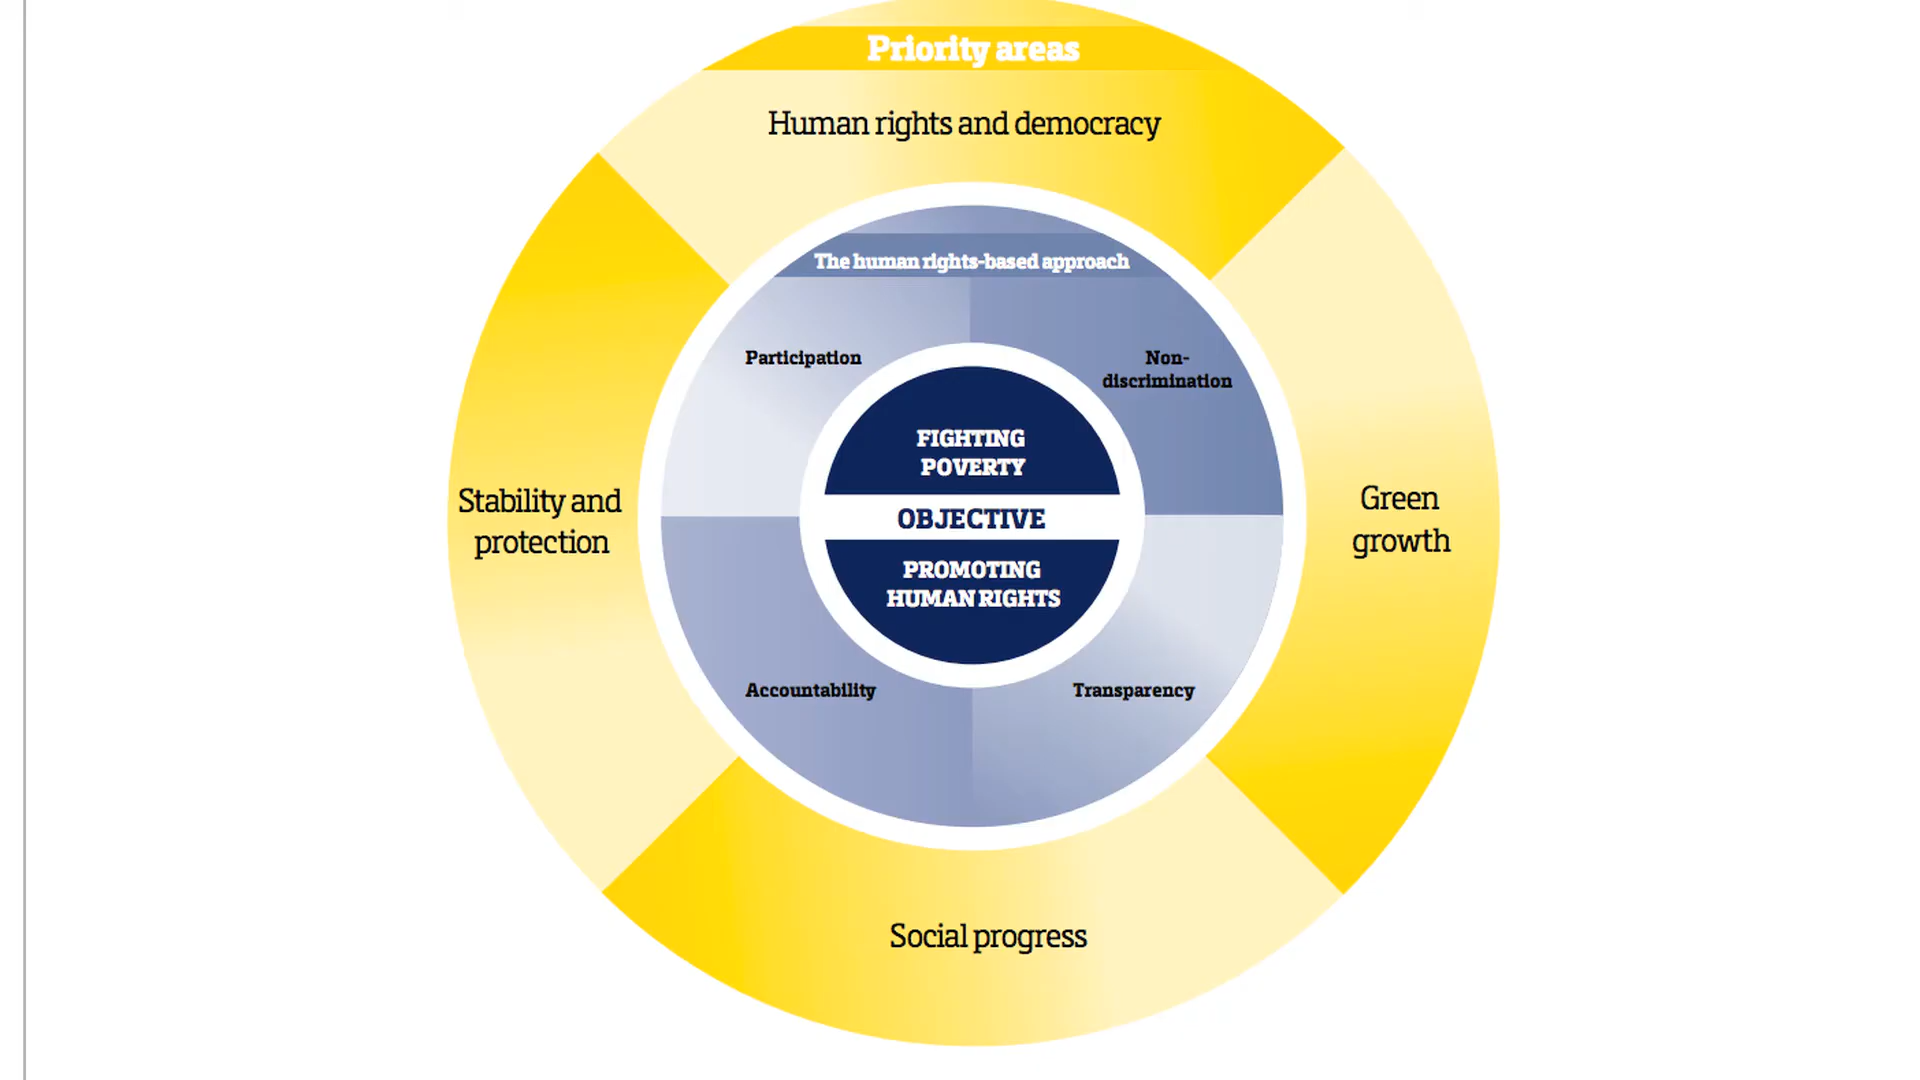 Priority areas
Human rights and democracy
The human rights-based approach
Participation
Non-
discrimination
FIGHTING
POVERTY
OBJECTIVE
PROMOTING
HUMAN RIGHTS
Stability and
protection
Green
growth
Accountability
Transparency
Social progress